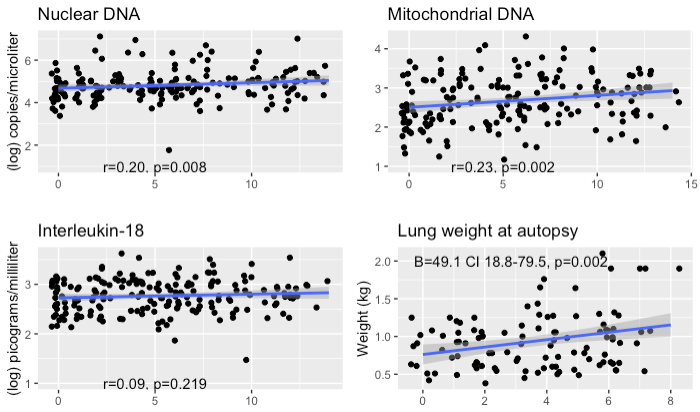 Nuclear DNA
(log) copies/microliter
6
4
2
r=0.20, p=0.008
0 5 10
Mitochondrial DNA
4
3
2
1
r=0.23, p=0.002
0 5 10 15
Interleukin-18
(log) picograms/milliliter
3
2
1
r=0.09, p=0.219
0 5 10
Lung weight at autopsy
Weight (kg)
2.0
B=49.1 CI 18.8-79.5, p=0.002
1.5
1.0
0.5
0 2 4 6 8